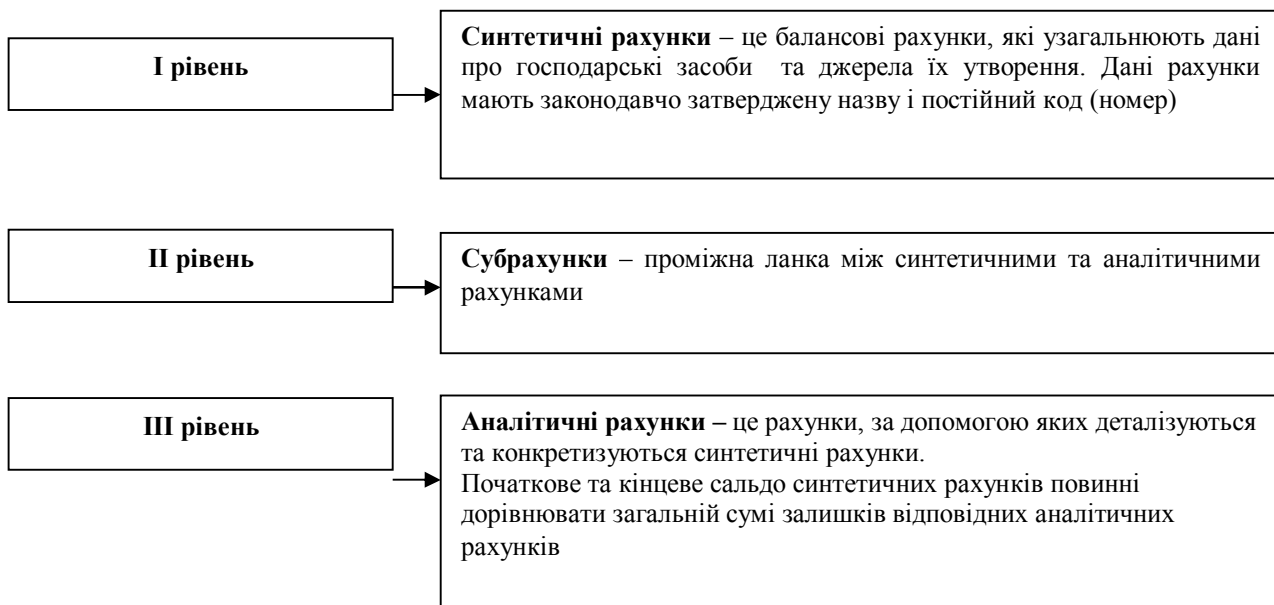 І рівень
Синтетичні рахунки – це балансові рахунки, які узагальнюють дані
про господарські засоби та джерела їх утворення. Дані рахунки
мають законодавчо затверджену назву і постійний код (номер)
ІІ рівень
Субрахунки – проміжна ланка між синтетичними та аналітичними
рахунками
ІІІ рівень
Аналітичні рахунки – це рахунки, за допомогою яких деталізуються
та конкретизуються синтетичні рахунки.
Початкове та кінцеве сальдо синтетичних рахунків повинні
дорівнювати загальній сумі залишків відповідних аналітичних
рахунків